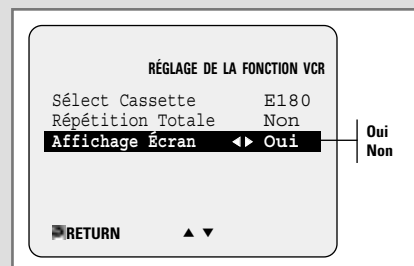 RÉGLAGE DE LA FONCTION VCR
Sélect Cassette E180
Répétition Totale Non
Affichage Écran ◄► Oui
Oui
Non
RETURN ▲ ▼